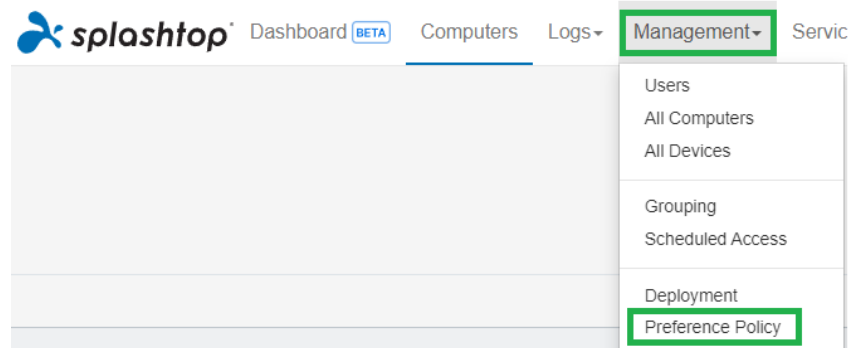 splashtop Dashboard BETA Computers Logs Management Servic
Users
All Computers
All Devices
Grouping
Scheduled Access
Deployment
Preference Policy